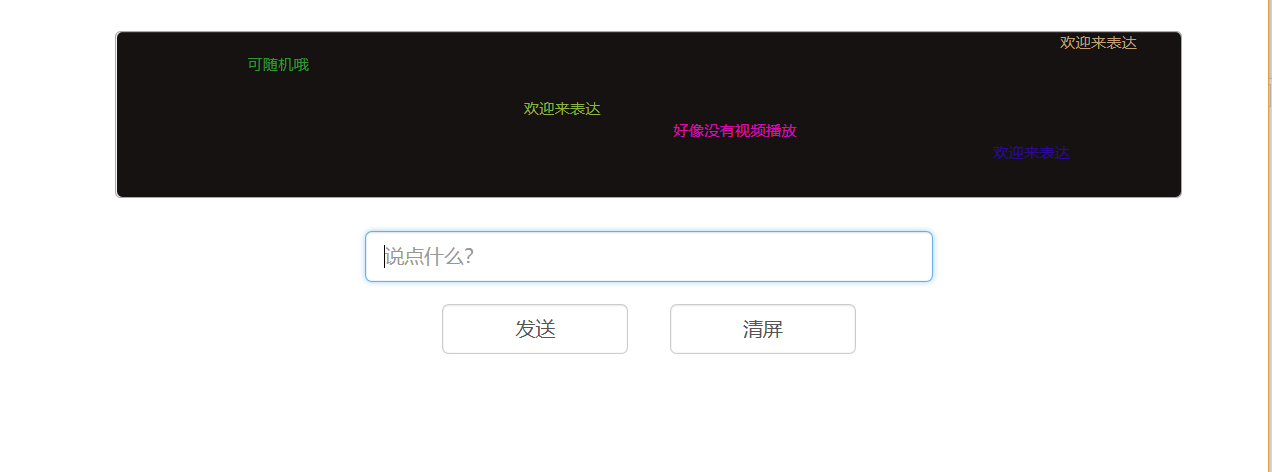 欢迎来表达
可随机哦
欢迎来表达
好像没有视频播放
欢迎来表达
说点什么?
发送
清屏